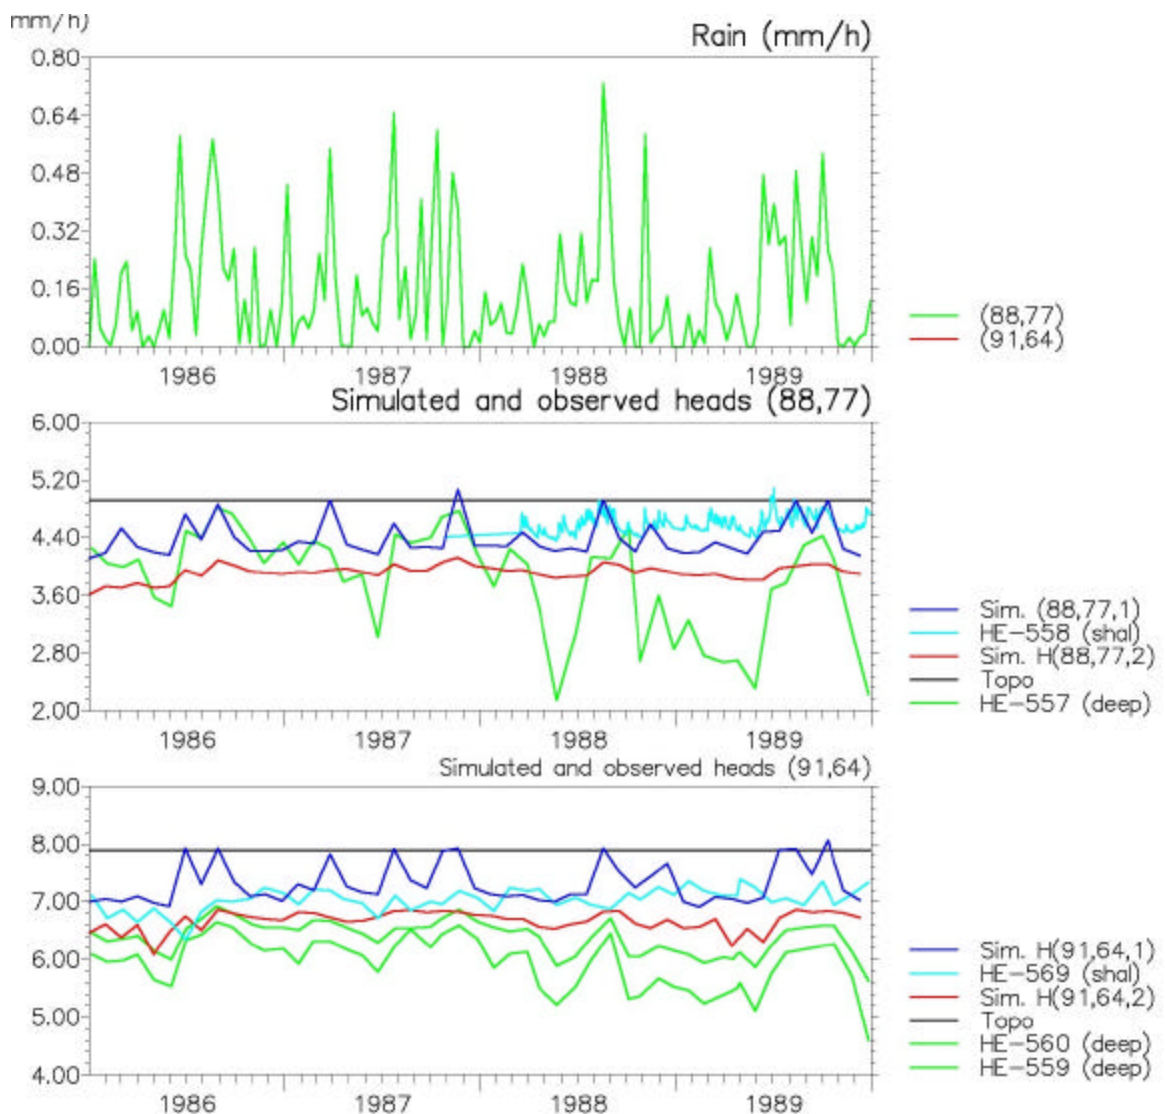 mm/h)
Rain (mm/h)
0.80
0.64
0.48
0.32
0.16
0.00
1986 1987 1988 1989
(88,77)
(91,64)
Simulated and observed heads (88,77)
6.00
5.20
4.40
3.60
2.80
2.00
1986 1987 1988 1989
Sim. (88,77,1)
HE-558 (shal)
Sim. H(88,77,2)
Topo
HE-557 (deep)
Simulated and observed heads (91,64)
9.00
8.00
7.00
6.00
5.00
4.00
1986 1987 1988 1989
Sim. H(91,64,1)
HE-569 (shal)
Sim. H(91,64,2)
Topo
HE-560 (deep)
HE-559 (deep)